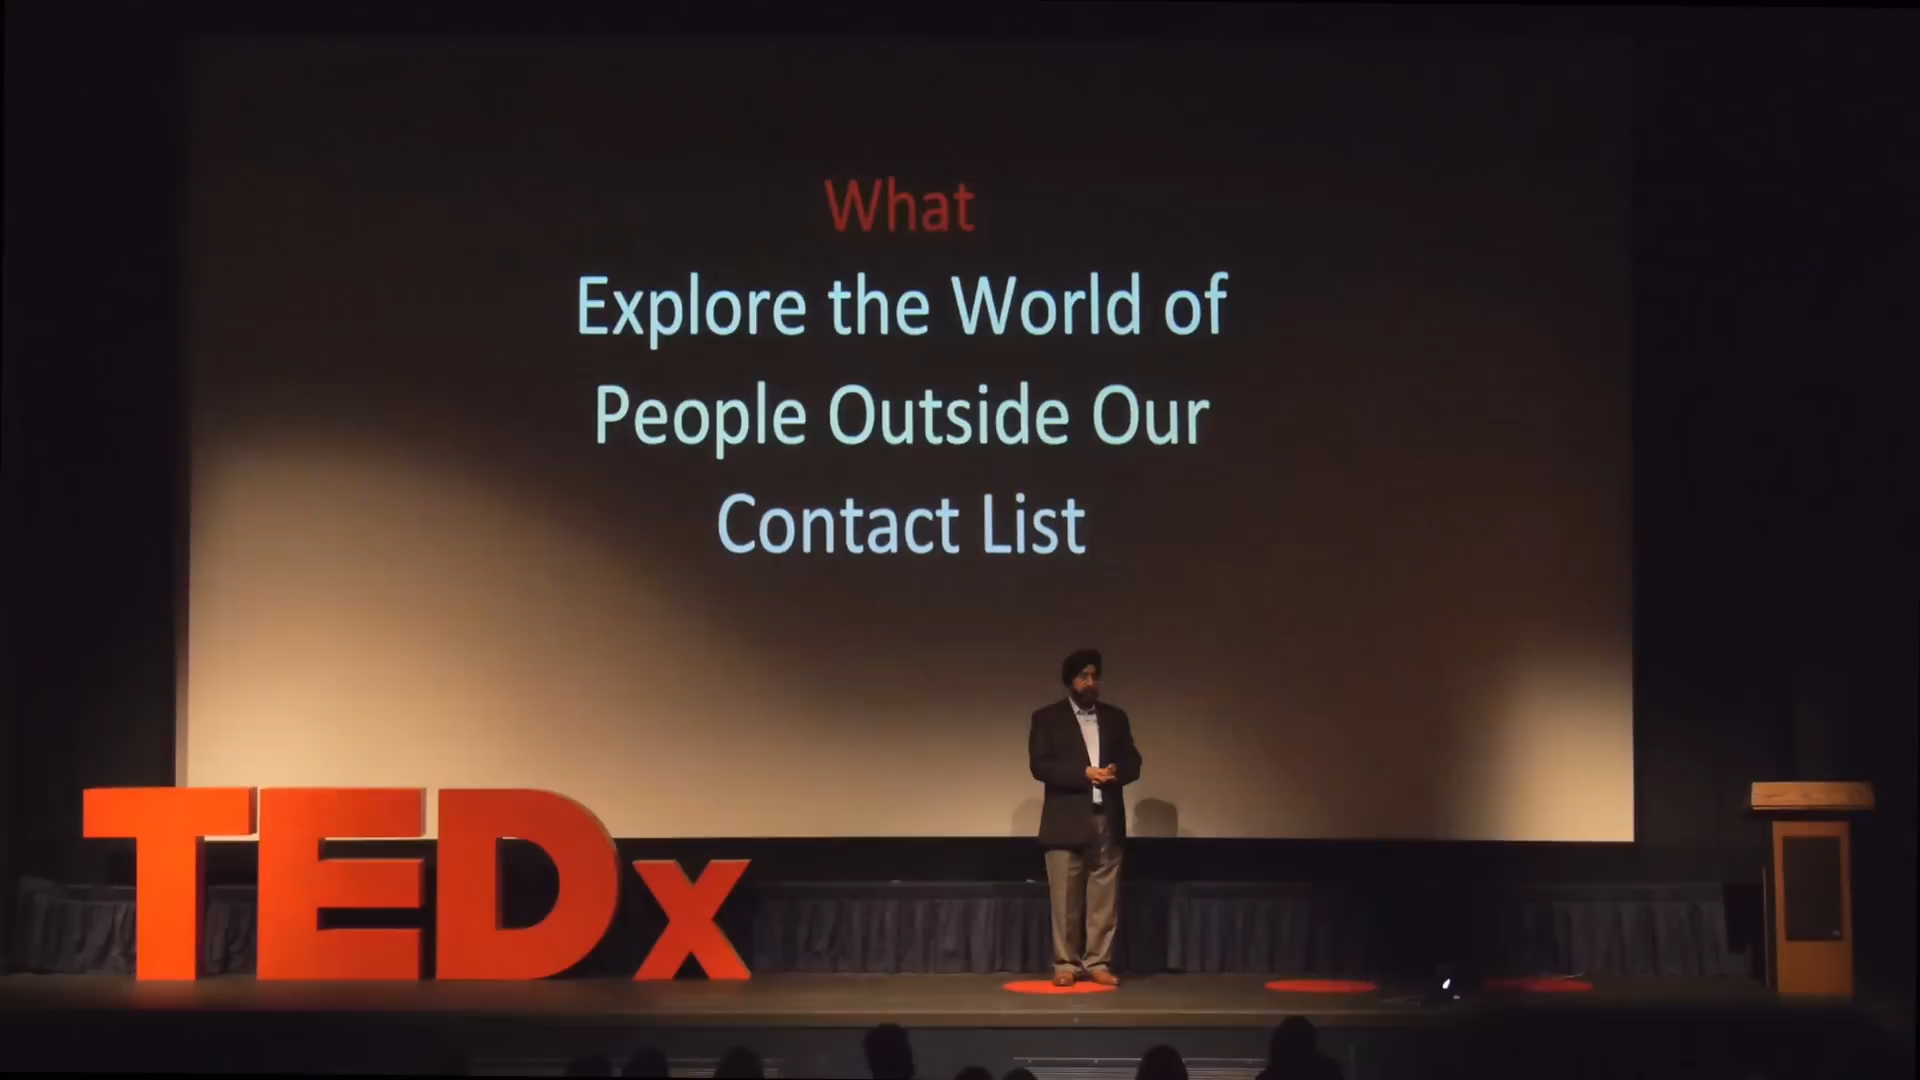 What
Explore the World of
People Outside Our
Contact List
TEDx